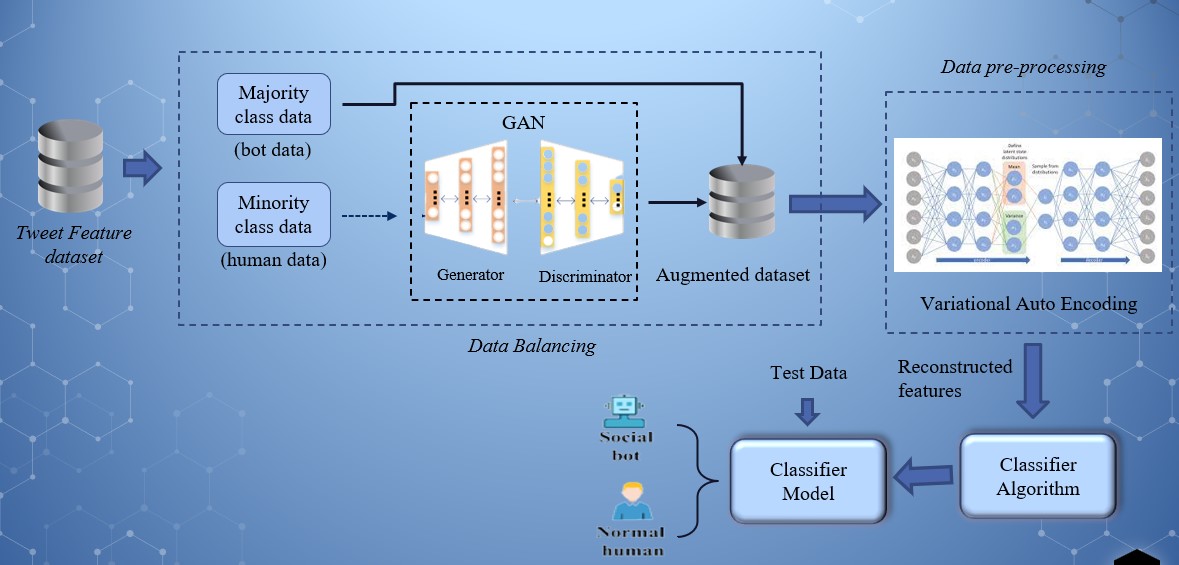 Data pre-processing
Majority
class data
(bot data)
GAN
Minority
class data
(human data)
Tweet Feature
dataset
Generator
Discriminator
Augmented dataset
Define
latent state
distributions
Mean
Sample from
distributions
Variance
encoder
decoder
Variational Auto Encoding
Data Balancing
Test Data
Reconstructed
features
Social
bot
Normal
human
Classifier
Model
Classifier
Algorithm